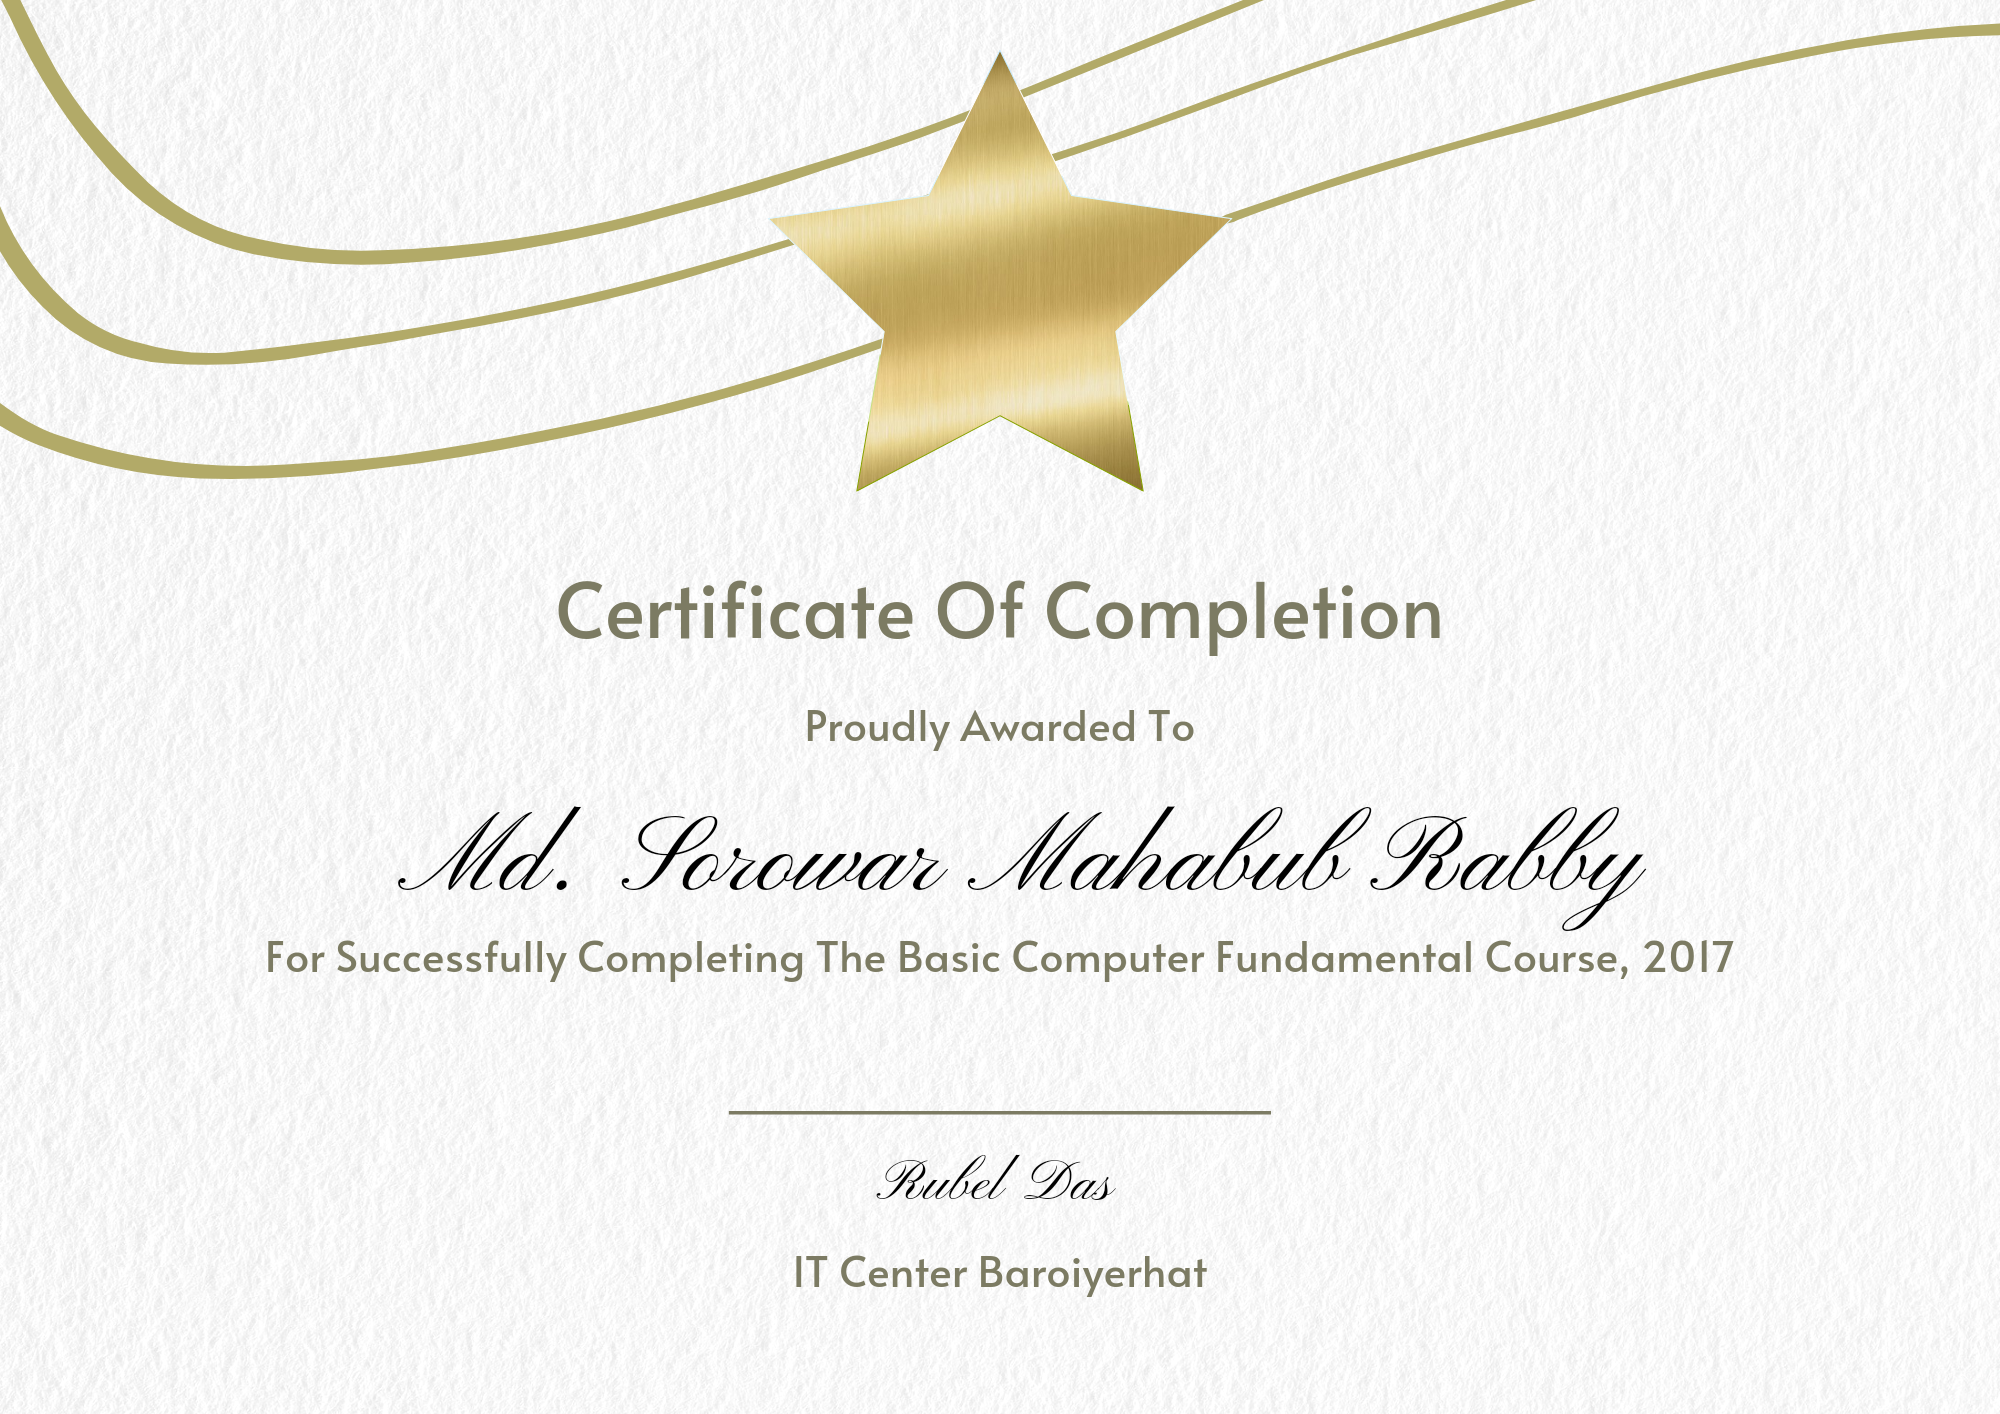 Certificate Of Completion
Proudly Awarded To
Md. Sorowar Mahabub Rabby
For Successfully Completing The Basic Computer Fundamental Course, 2017
Rubel Das
IT Center Baroiyerhat